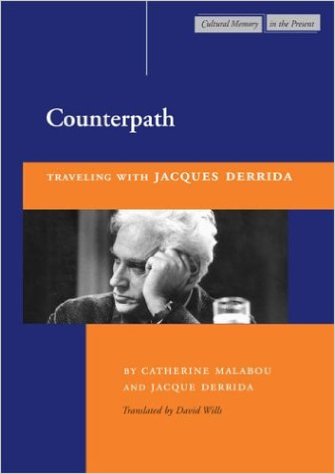 Cultural Memory in the Present
Counterpath
TRAVELING WITH JACQUES DERRIDA
BY CATHERINE MALABOU
AND JACQUE DERRIDA
Translated by David Wills